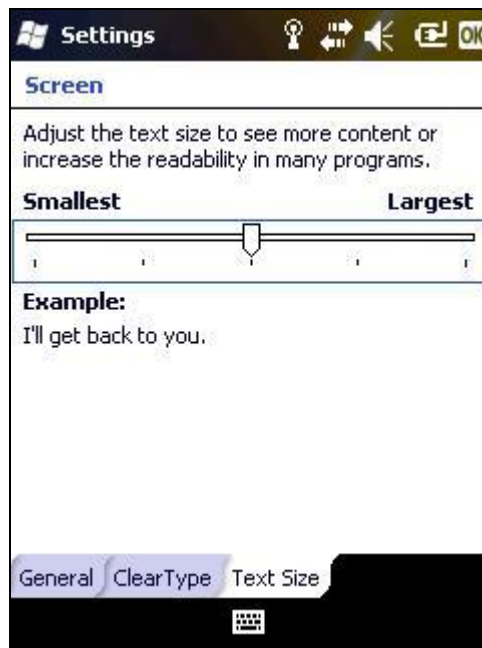 Settings OK
Screen
Adjust the text size to see more content or
increase the readability in many programs.
Smallest Largest
Example:
I'll get back to you.
General ClearType Text Size